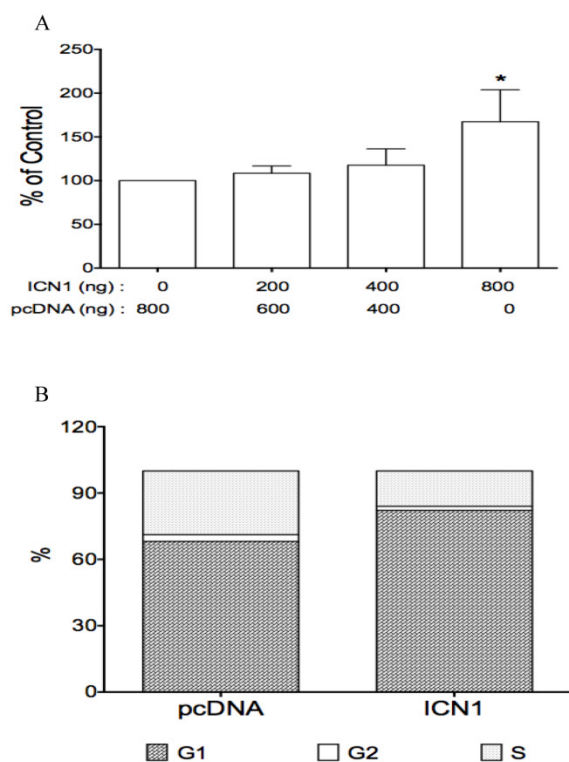 A
250
200
150
100
50
0
% of Control
*
ICN1 (ng) : 0 200 400 800
pcDNA (ng) : 800 600 400 0
B
120
90
60
30
0
%
pcDNA ICN1
G1 G2 S